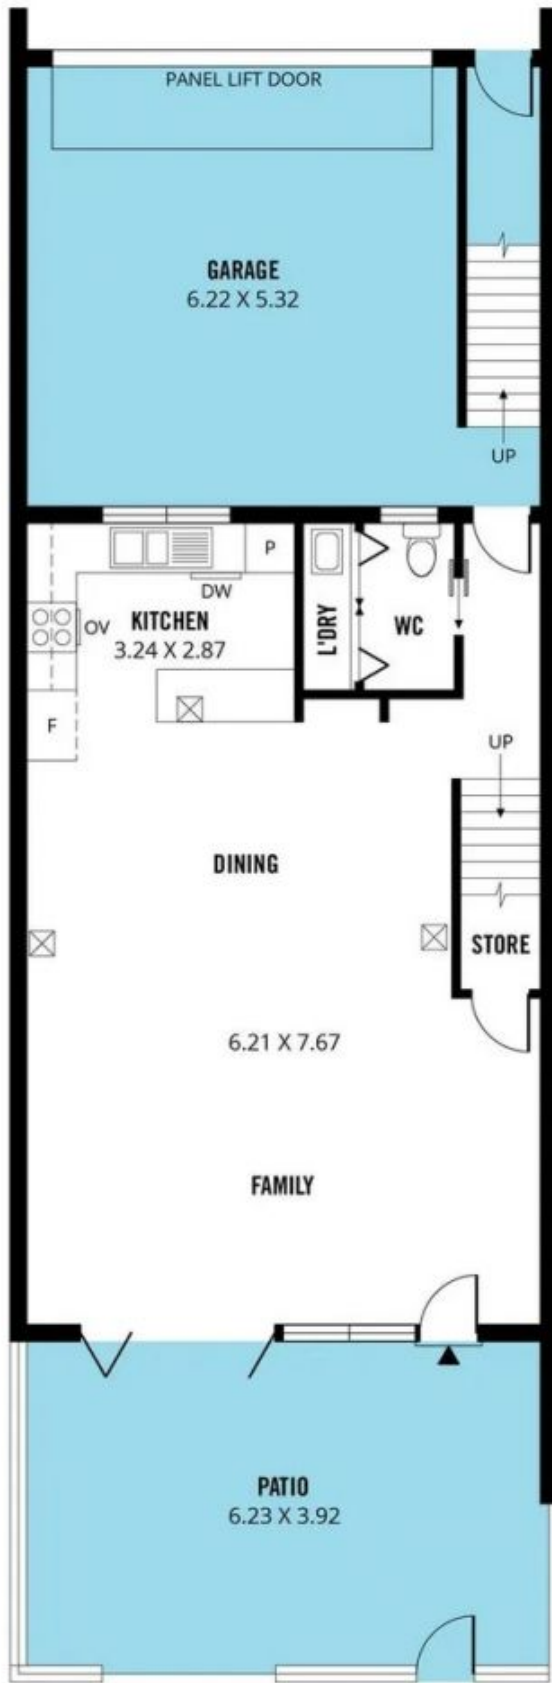 PANEL LIFT DOOR
GARAGE
6.22 X 5.32
UP
P
DW
OV
KITCHEN
3.24 X 2.87
L'DRY
WC
F
UP
DINING
STORE
6.21 X 7.67
FAMILY
PATIO
6.23 X 3.92